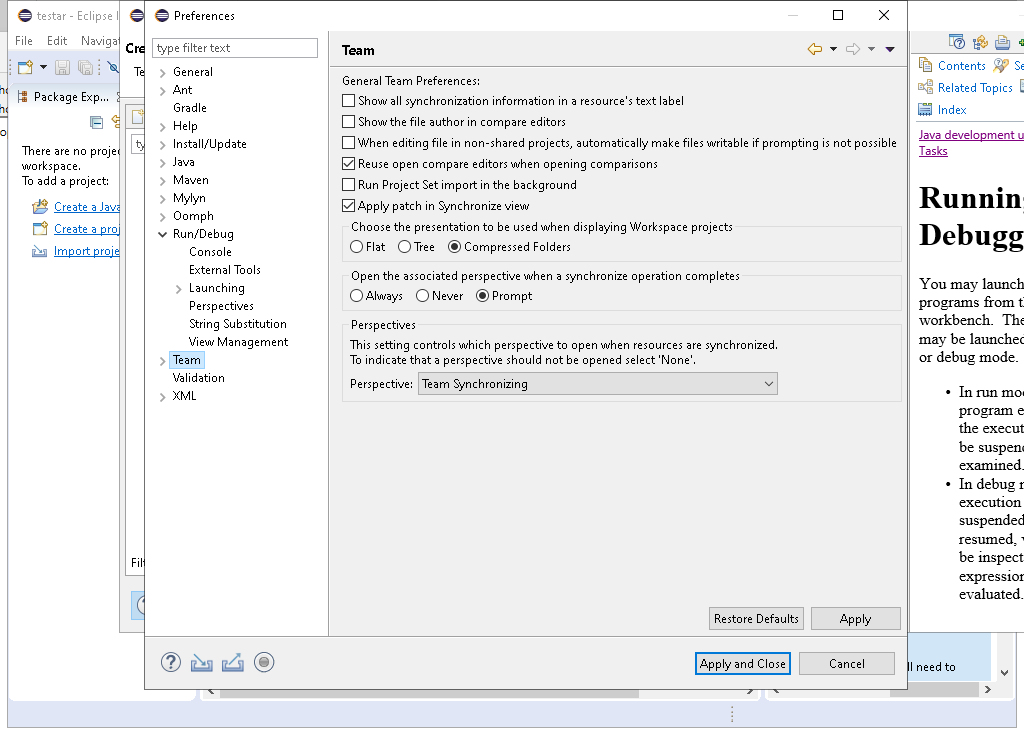 testar - Eclipse I
File Edit Navigat
Package Exp...
There are no proje
workspace.
To add a project:
Create a Java
Create a proj
Import proje
Cre
Te
ty
Filt
Preferences
type filter text
General
Ant
Gradle
Help
Install/Update
Java
Maven
Mylyn
Oomph
Run/Debug
Console
External Tools
Launching
Perspectives
String Substitution
View Management
Team
Validation
XML
Team
General Team Preferences:
Show all synchronization information in a resource's text label
Show the file author in compare editors
When editing file in non-shared projects, automatically make files writable if prompting is not possible
Reuse open compare editors when opening comparisons
Run Project Set import in the background
Apply patch in Synchronize view
Choose the presentation to be used when displaying Workspace projects
Flat Tree Compressed Folders
Open the associated perspective when a synchronize operation completes
Always Never Prompt
Perspectives
This setting controls which perspective to open when resources are synchronized.
To indicate that a perspective should not be opened select 'None'.
Perspective: Team Synchronizing
Restore Defaults Apply
Apply and Close Cancel
Contents Se
Related Topics
Index
Java development u
Tasks
Running
Debugg
You may launch
programs from th
workbench. The
may be launched
or debug mode.
• In run mod
program e
the execut
be suspend
examined.
• In debug m
execution
suspended
resumed, v
be inspect
expression
evaluated.
ll need to